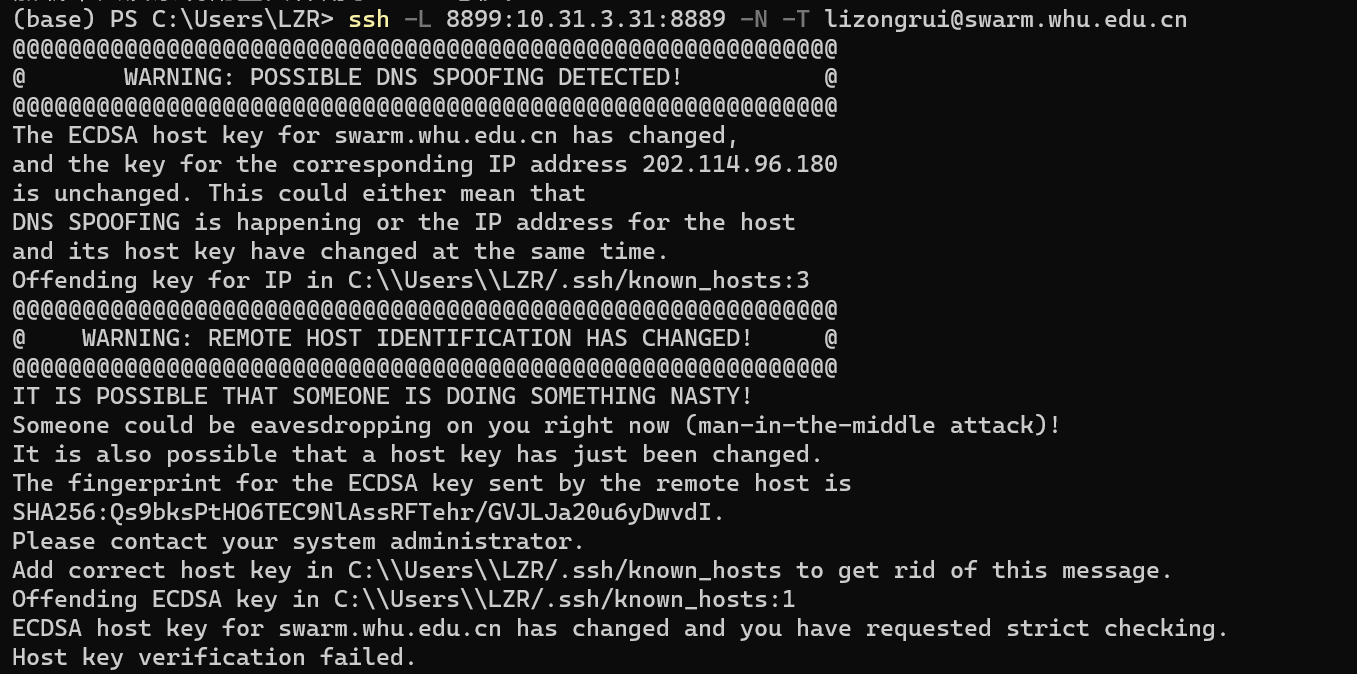 (base) PS C:\Users\LZR> ssh -L 8899:10.31.3.31:8889 -N -T lizongrui@swarm.whu.edu.cn
@@@@@@@@@@@@@@@@@@@@@@@@@@@@@@@@@@@@@@@@@@@@@@@@@@@@@@@@@@@
@       WARNING: POSSIBLE DNS SPOOFING DETECTED!          @
@@@@@@@@@@@@@@@@@@@@@@@@@@@@@@@@@@@@@@@@@@@@@@@@@@@@@@@@@@@
The ECDSA host key for swarm.whu.edu.cn has changed,
and the key for the corresponding IP address 202.114.96.180
is unchanged. This could either mean that
DNS SPOOFING is happening or the IP address for the host
and its host key have changed at the same time.
Offending key for IP in C:\\Users\\LZR/.ssh/known_hosts:3
@@@@@@@@@@@@@@@@@@@@@@@@@@@@@@@@@@@@@@@@@@@@@@@@@@@@@@@@@@@
@    WARNING: REMOTE HOST IDENTIFICATION HAS CHANGED!     @
@@@@@@@@@@@@@@@@@@@@@@@@@@@@@@@@@@@@@@@@@@@@@@@@@@@@@@@@@@@
IT IS POSSIBLE THAT SOMEONE IS DOING SOMETHING NASTY!
Someone could be eavesdropping on you right now (man-in-the-middle attack)!
It is also possible that a host key has just been changed.
The fingerprint for the ECDSA key sent by the remote host is
SHA256:Qs9bksPtHO6TEC9NlAssRFTehr/GVJLJa20u6yDwvdI.
Please contact your system administrator.
Add correct host key in C:\\Users\\LZR/.ssh/known_hosts to get rid of this message.
Offending ECDSA key in C:\\Users\\LZR/.ssh/known_hosts:1
ECDSA host key for swarm.whu.edu.cn has changed and you have requested strict checking.
Host key verification failed.